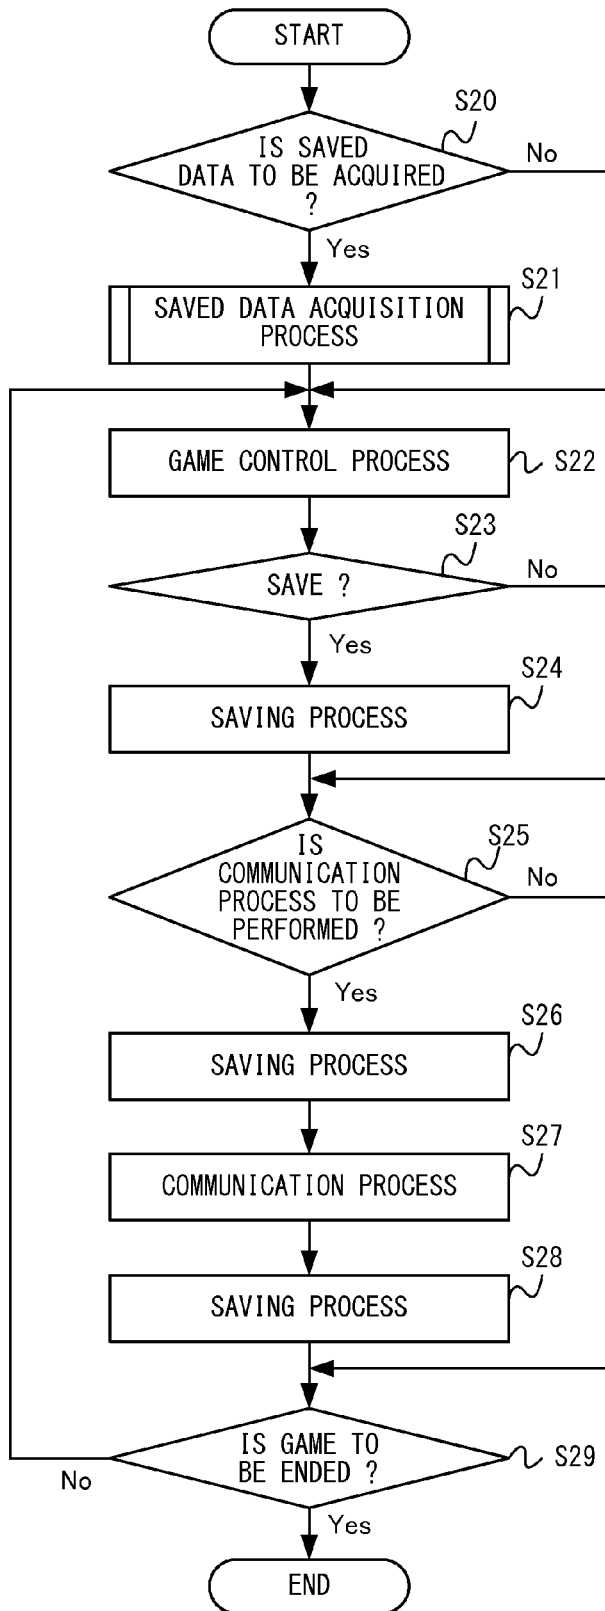 START
S20
IS SAVED
DATA TO BE ACQUIRED
?
No
Yes
S21
SAVED DATA ACQUISITION
PROCESS
GAME CONTROL PROCESS
S22
S23
SAVE ?
No
Yes
S24
SAVING PROCESS
S25
IS
COMMUNICATION
PROCESS TO BE
PERFORMED ?
No
Yes
S26
SAVING PROCESS
S27
COMMUNICATION PROCESS
S28
SAVING PROCESS
IS GAME TO
BE ENDED ?
S29
No
Yes
END